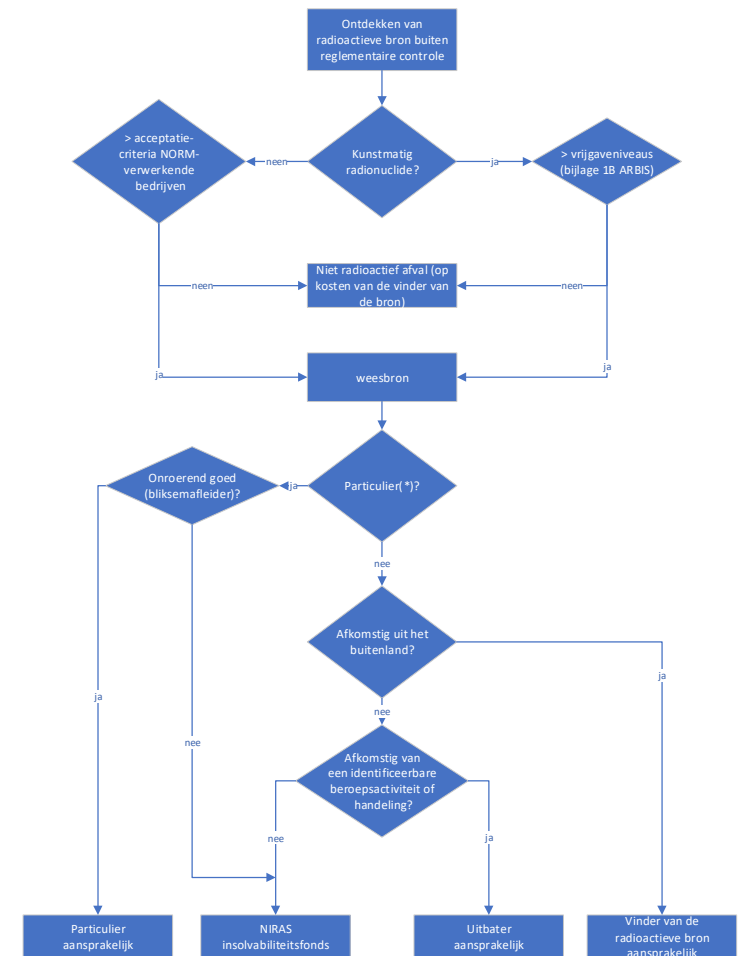 Ontdekken van
radioactieve bron buiten
reglementaire controle
> acceptatie-
criteria NORM-
verwerkende
bedrijven
neen
Kunstmatig
radionuclide?
ja
> vrijgaveniveaus
(bijlage 1B ARBIS)
neen
Niet radioactief afval (op
kosten van de vinder van
de bron)
neen
ja
weesbron
ja
Onroerend goed
(bliksemafleider)?
ja
Particulier(*)?
nee
Afkomstig uit het
buitenland?
ja
ja
nee
nee
Afkomstig van
een identificeerbare
beroepsactiviteit of
handeling?
nee
ja
Particulier
aansprakelijk
NIRAS
insolvabiliteitsfonds
Uitbater
aansprakelijk
Vinder van de
radioactieve bron
aansprakelijk